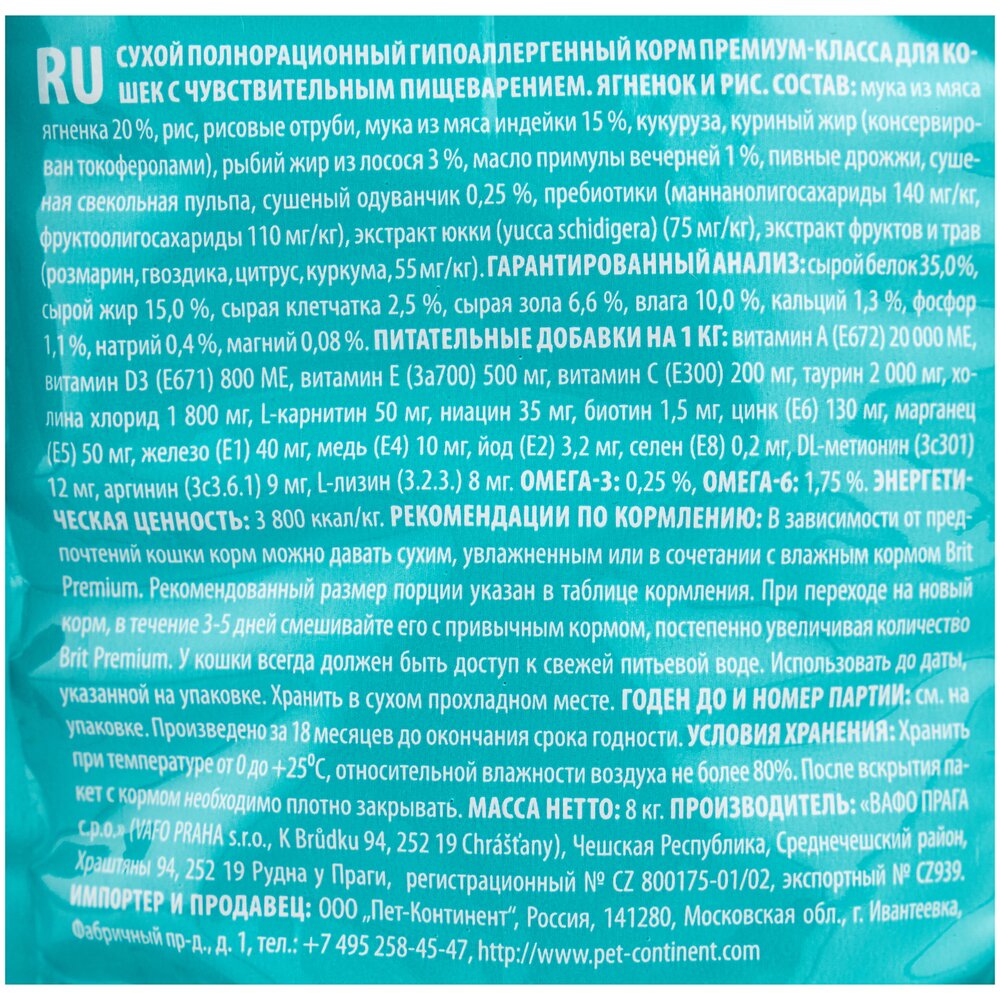 RU СУХОЙ ПОЛНОРАЦИОННЫЙ ГИПОАЛЛЕРГЕННЫЙ КОРМ ПРЕМИУМ-КЛАССА ДЛЯ КО-
ШЕК С ЧУВСТВИТЕЛЬНЫМ ПИЩЕВАРЕНИЕМ. ЯГНЕНОК И РИС. СОСТАВ: мука из мяса
ягненка 20 %, рис, рисовые отруби, мука из мяса индейки 15 %, кукуруза, куриный жир (консервиро-
ван токоферолами), рыбий жир из лосося 3 %, масло примулы вечерней 1 %, пивные дрожжи, суше-
ная свекольная пульпа, сушеный одуванчик 0,25 %, пребиотики (маннанолигосахариды 140 мг/кг,
фруктоолигосахариды 110 мг/кг), экстракт юкки (yucca schidigera) (75 мг/кг), экстракт фруктов и трав
(розмарин, гвоздика, цитрус, куркума, 55 мг/кг). ГАРАНТИРОВАННЫЙ АНАЛИЗ: сырой белок 35,0%,
сырой жир 15,0 %, сырая клетчатка 2,5 %, сырая зола 6,6 %, влага 10,0 %, кальций 1,3 %, фосфор
1,1 %, натрий 0,4 %, магний 0,08 %. ПИТАТЕЛЬНЫЕ ДОБАВКИ НА 1 КГ: витамин A (E672) 20 000 МЕ,
витамин D3 (E671) 800 МЕ, витамин E (3a700) 500 мг, витамин C (E300) 200 мг, таурин 2 000 мг, хо-
лина хлорид 1 800 мг, L-карнитин 50 мг, ниацин 35 мг, биотин 1,5 мг, цинк (E6) 130 мг, марганец
(E5) 50 мг, железо (E1) 40 мг, медь (E4) 10 мг, йод (E2) 3,2 мг, селен (E8) 0,2 мг, DL-метионин (3c301)
12 мг, аргинин (3c3.6.1) 9 мг, L-лизин (3.2.3.) 8 мг. ОМЕГА-3: 0,25 %, ОМЕГА-6: 1,75 %. ЭНЕРГЕТИ-
ЧЕСКАЯ ЦЕННОСТЬ: 3 800 ккал/кг. РЕКОМЕНДАЦИИ ПО КОРМЛЕНИЮ: В зависимости от пред-
почтений кошки корм можно давать сухим, увлажненным или в сочетании с влажным кормом Brit
Premium. Рекомендованный размер порции указан в таблице кормления. При переходе на новый
корм, в течение 3-5 дней смешивайте его с привычным кормом, постепенно увеличивая количество
Brit Premium. У кошки всегда должен быть доступ к свежей питьевой воде. Использовать до даты,
указанной на упаковке. Хранить в сухом прохладном месте. ГОДЕН ДО И НОМЕР ПАРТИИ: см. на
упаковке. Произведено за 18 месяцев до окончания срока годности. УСЛОВИЯ ХРАНЕНИЯ: Хранить
при температуре от 0 до +25⁰C, относительной влажности воздуха не более 80%. После вскрытия па-
кет с кормом необходимо плотно закрывать. МАССА НЕТТО: 8 кг. ПРОИЗВОДИТЕЛЬ: «ВАФО ПРАГА
с.р.о.» (VAFO PRAHA s.r.o., K Brůdku 94, 252 19 Chrášťany), Чешская Республика, Среднечешский район,
Храштяны 94, 252 19 Рудна у Праги, регистрационный № CZ 800175-01/02, экспортный № CZ939.
ИМПОРТЕР И ПРОДАВЕЦ: ООО „Пет-Континент“, Россия, 141280, Московская обл., г. Ивантеевка,
Фабричный пр-д., д. 1, тел.: +7 495 258-45-47, http://www.pet-continent.com